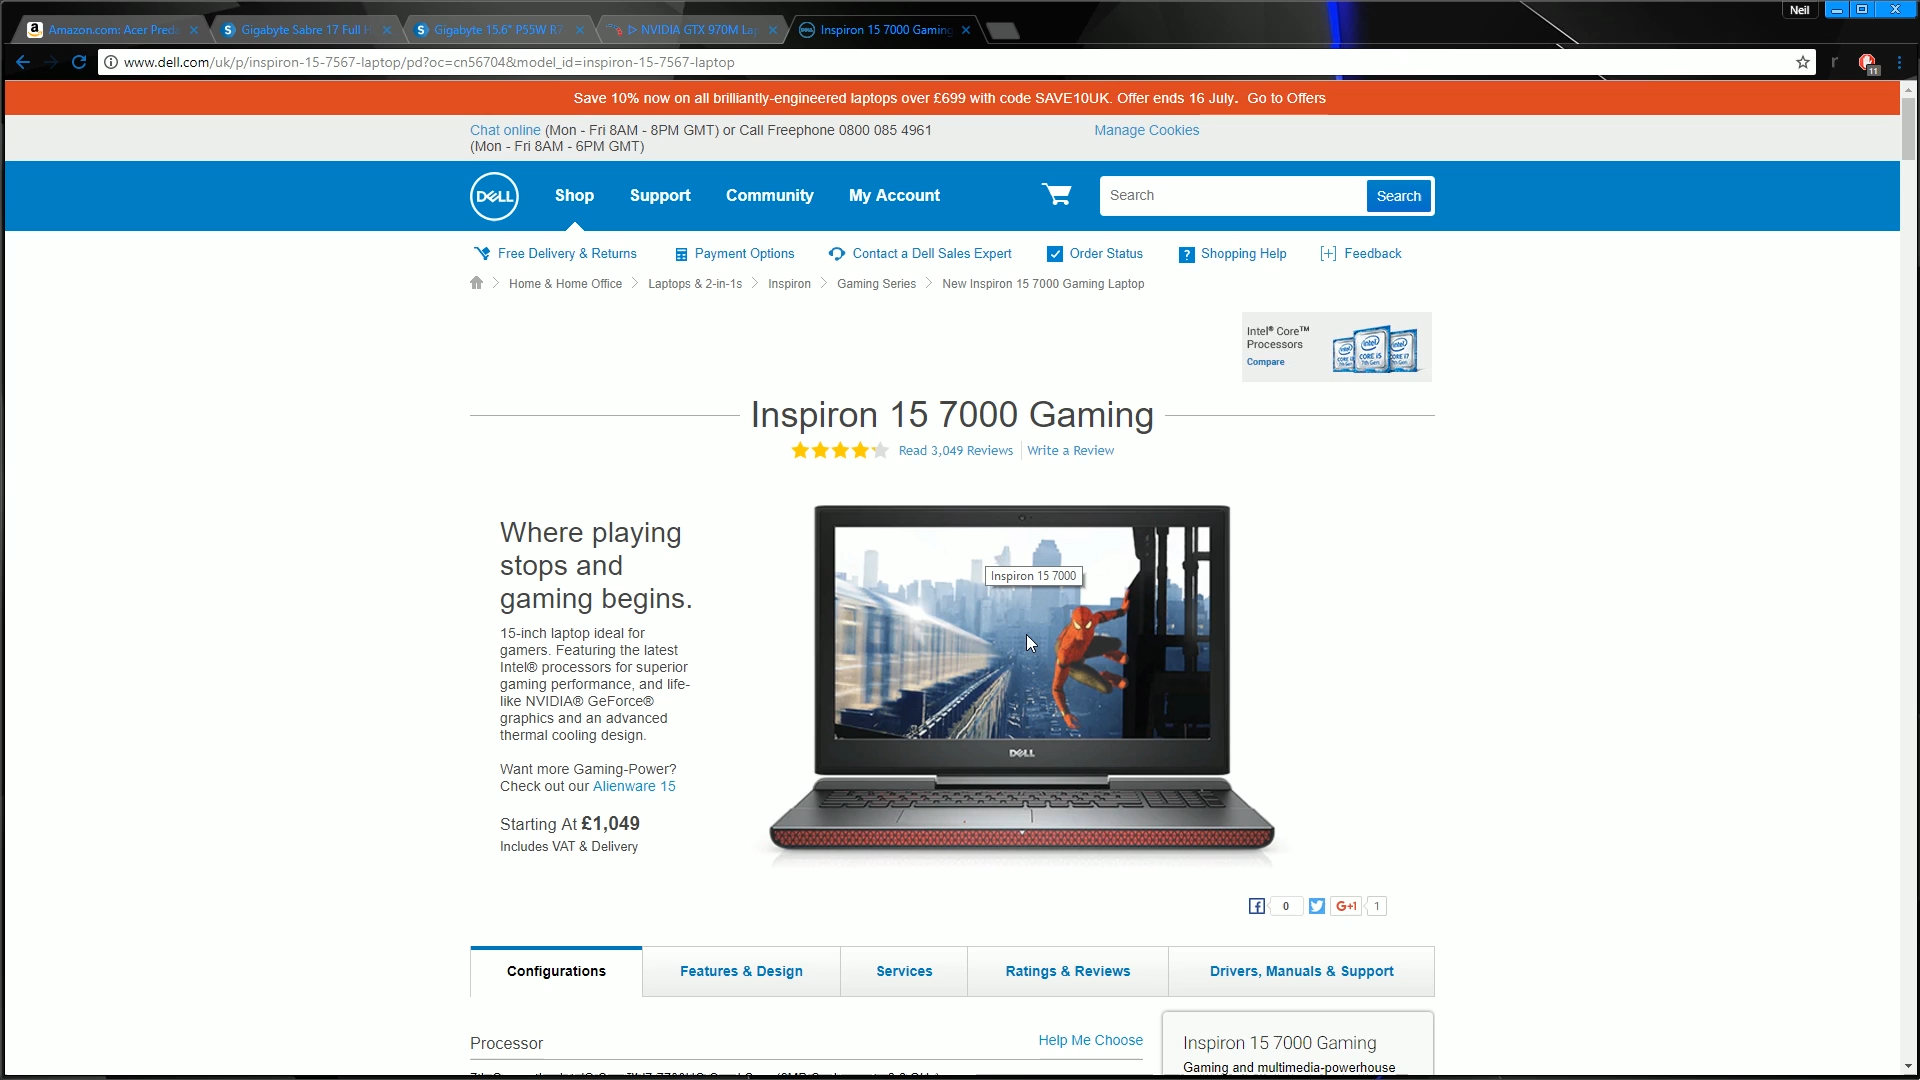 Neil
Amazon.com: Acer Preda
Gigabyte Sabre 17 Full H
Gigabyte 15.6" P55W R7
NVIDIA GTX 970M La
Inspiron 15 7000 Gaming
www.dell.com/uk/p/inspiron-15-7567-laptop/pd?oc=cn56704&model_id=inspiron-15-7567-laptop
11
Save 10% now on all brilliantly-engineered laptops over £699 with code SAVE10UK. Offer ends 16 July. Go to Offers
Chat online (Mon - Fri 8AM - 8PM GMT) or Call Freephone 0800 085 4961
(Mon - Fri 8AM - 6PM GMT)
Manage Cookies
DELL
Shop
Support
Community
My Account
Search
Search
Free Delivery & Returns
Payment Options
Contact a Dell Sales Expert
Order Status
Shopping Help
Feedback
Home & Home Office
Laptops & 2-in-1s
Inspiron
Gaming Series
New Inspiron 15 7000 Gaming Laptop
Intel® Core™
Processors
Compare
Inspiron 15 7000 Gaming
Read 3,049 Reviews
Write a Review
Where playing
stops and
gaming begins.
15-inch laptop ideal for
gamers. Featuring the latest
Intel® processors for superior
gaming performance, and life-
like NVIDIA® GeForce®
graphics and an advanced
thermal cooling design.
Want more Gaming-Power?
Check out our Alienware 15
Starting At £1,049
Includes VAT & Delivery
Inspiron 15 7000
DELL
0
G+1
1
Configurations
Features & Design
Services
Ratings & Reviews
Drivers, Manuals & Support
Processor
Help Me Choose
Inspiron 15 7000 Gaming
Gaming and multimedia-powerhouse